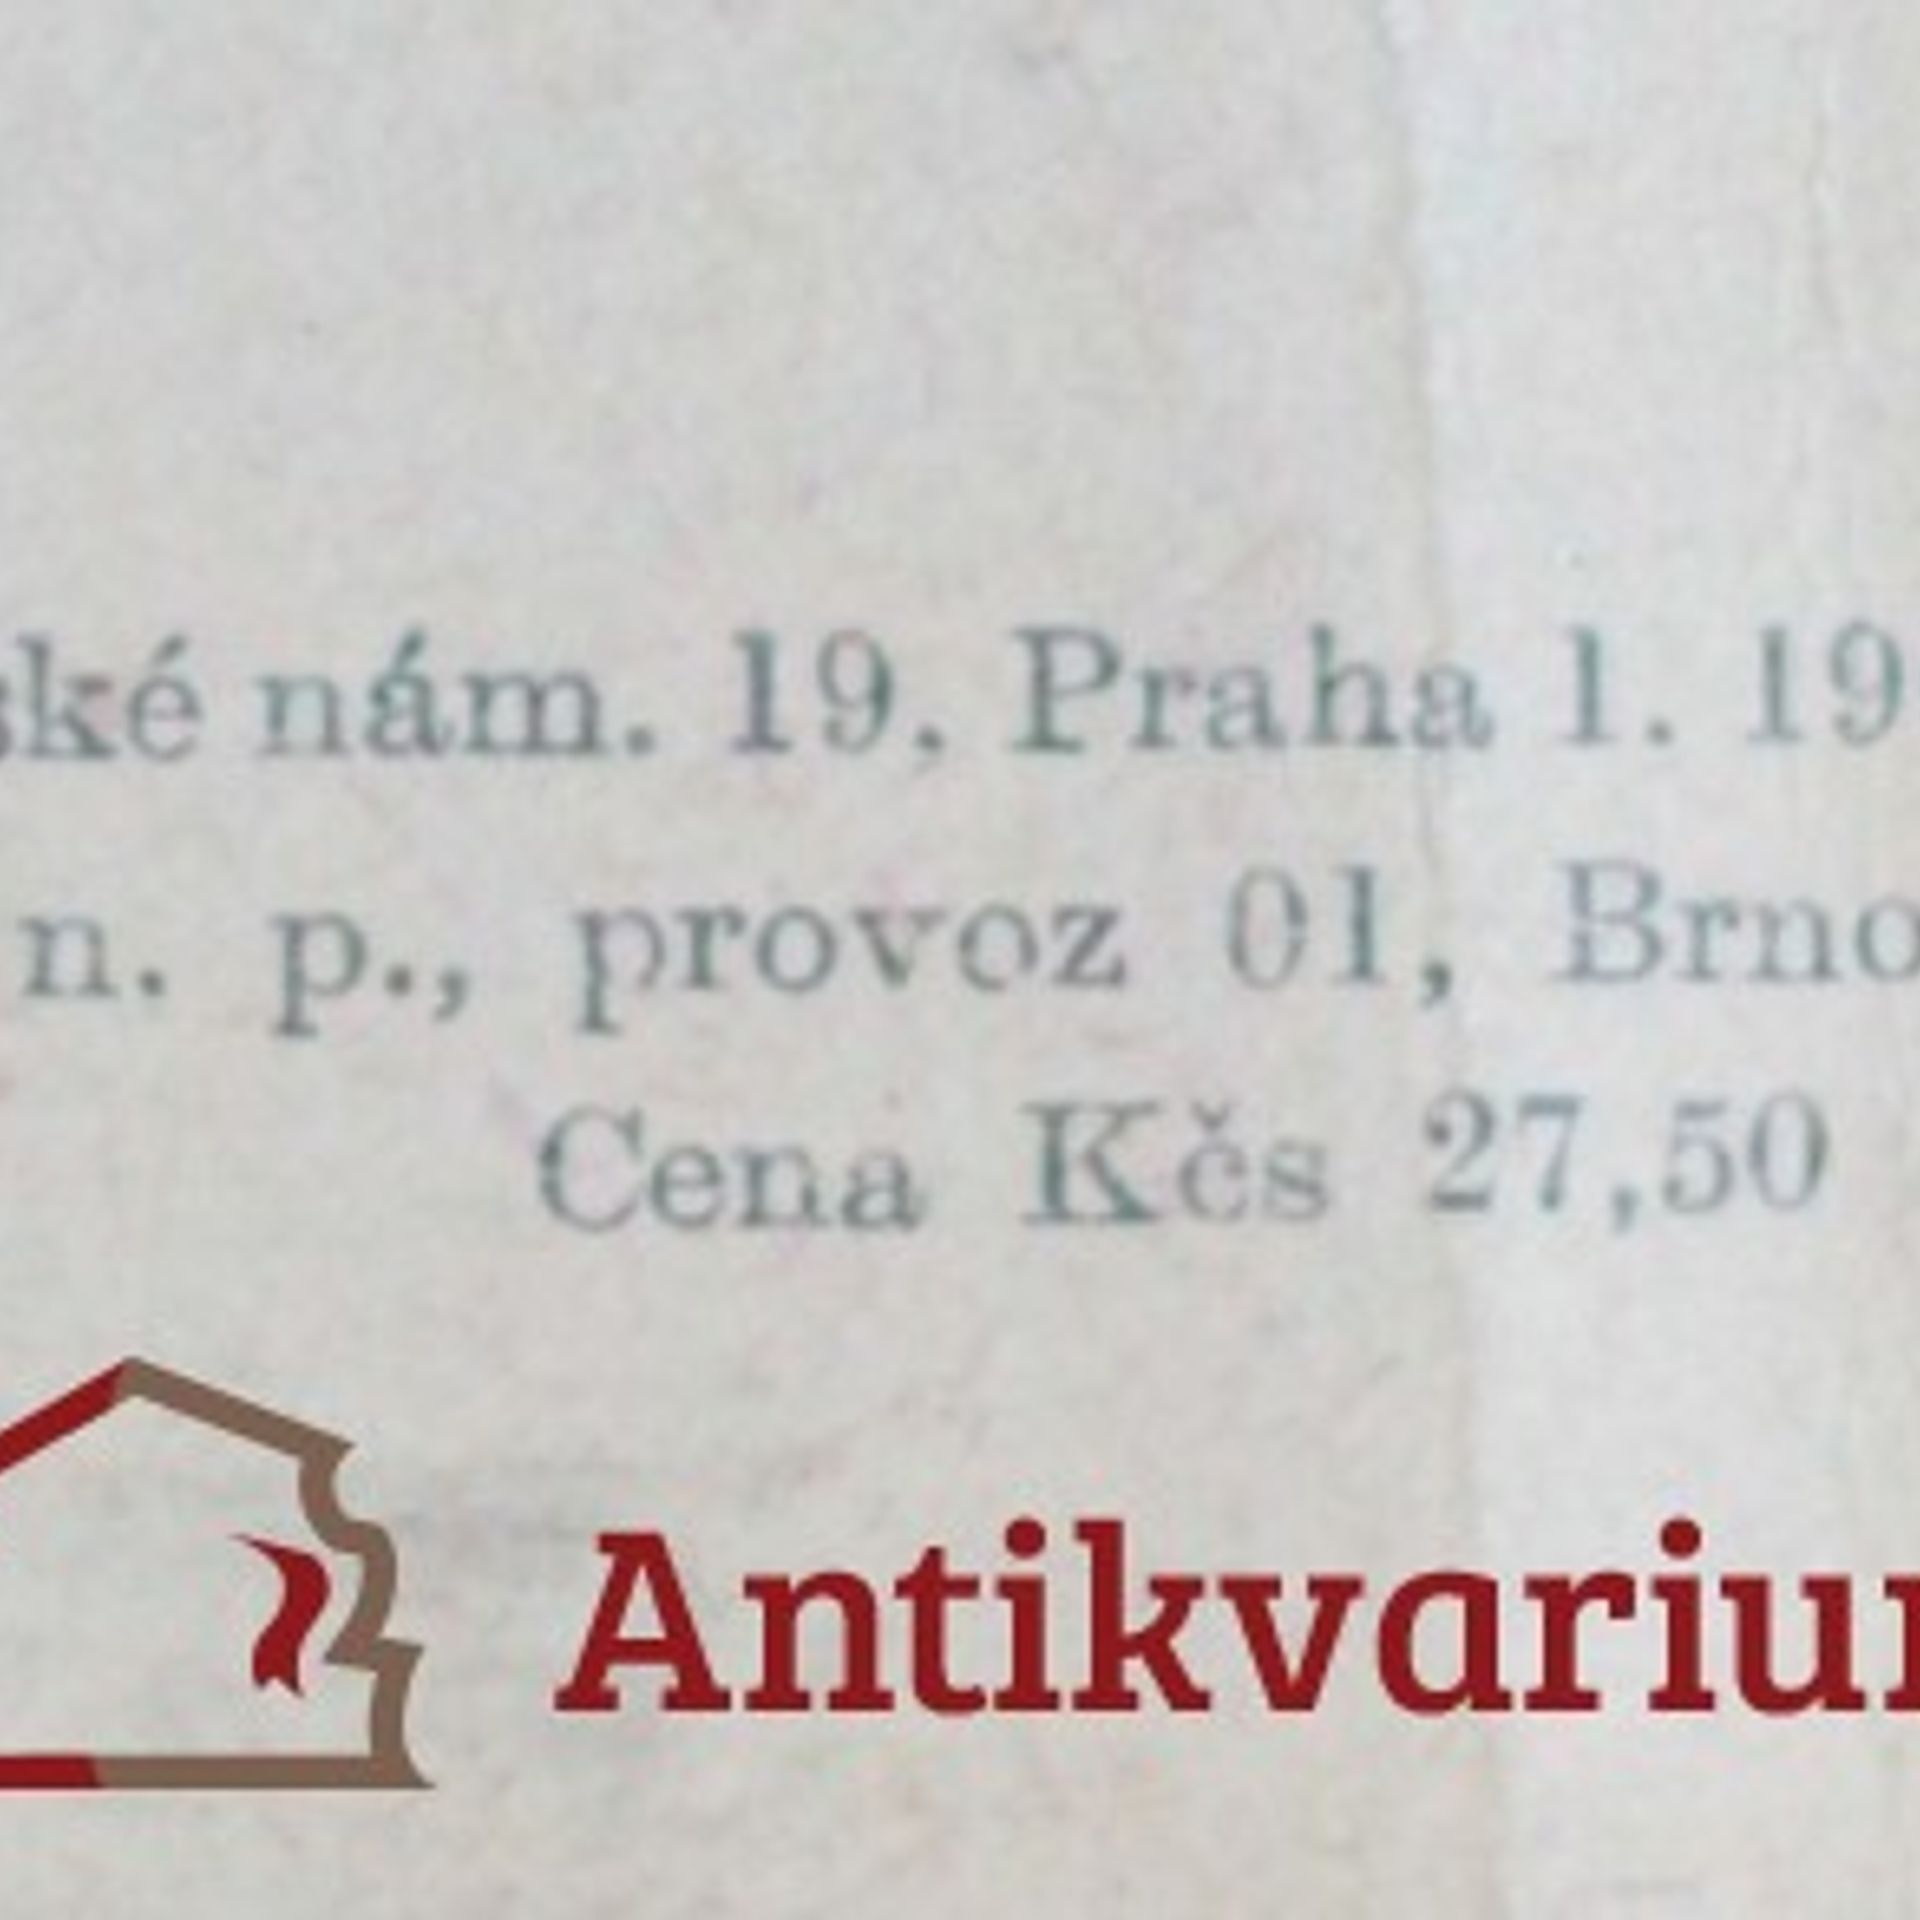 ské nám. 19, Praha 1. 19
n. p., provoz 01, Brno
Cena Kčs 27,50
Antikvariu